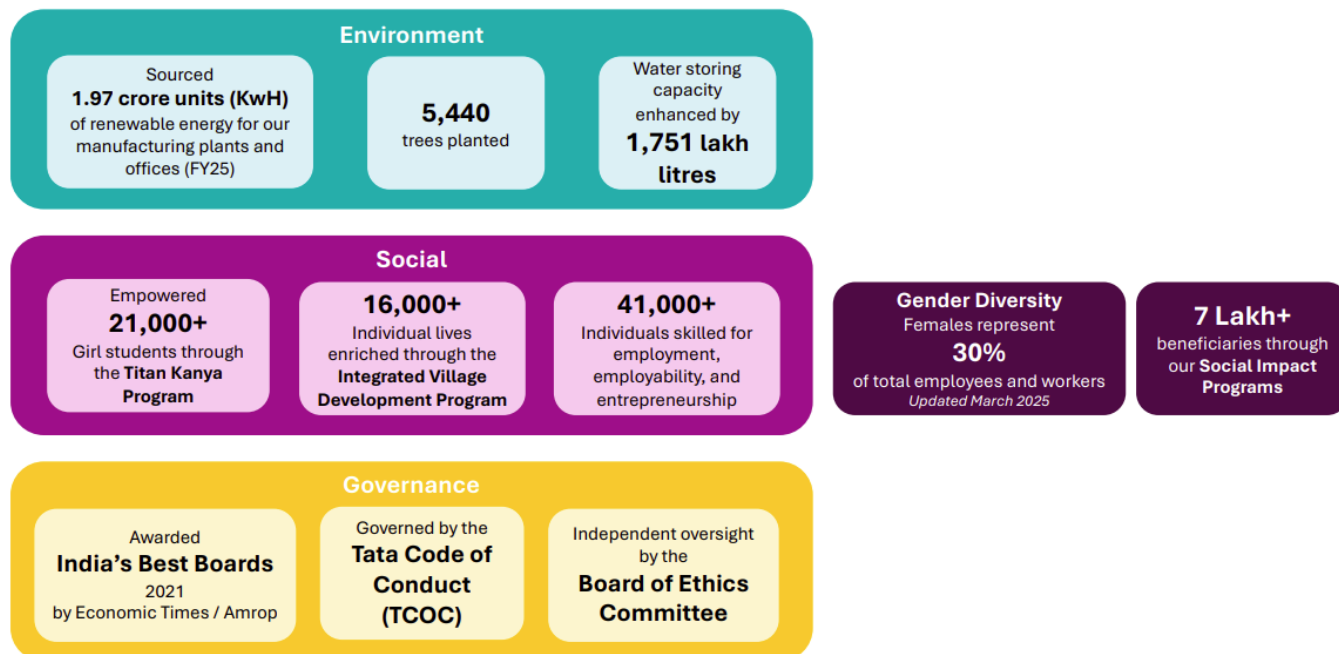 Environment
Sourced
1.97 crore units (KwH)
of renewable energy for our
manufacturing plants and
offices (FY25)
5,440
trees planted
Water storing
capacity
enhanced by
1,751 lakh
litres
Social
Empowered
21,000+
Girl students through
the Titan Kanya
Program
16,000+
Individual lives
enriched through the
Integrated Village
Development Program
41,000+
Individuals skilled for
employment,
employability, and
entrepreneurship
Gender Diversity
Females represent
30%
of total employees and workers
Updated March 2025
7 Lakh+
beneficiaries through
our Social Impact
Programs
Governance
Awarded
India's Best Boards
2021
by Economic Times / Amrop
Governed by the
Tata Code of
Conduct
(TCOC)
Independent oversight
by the
Board of Ethics
Committee